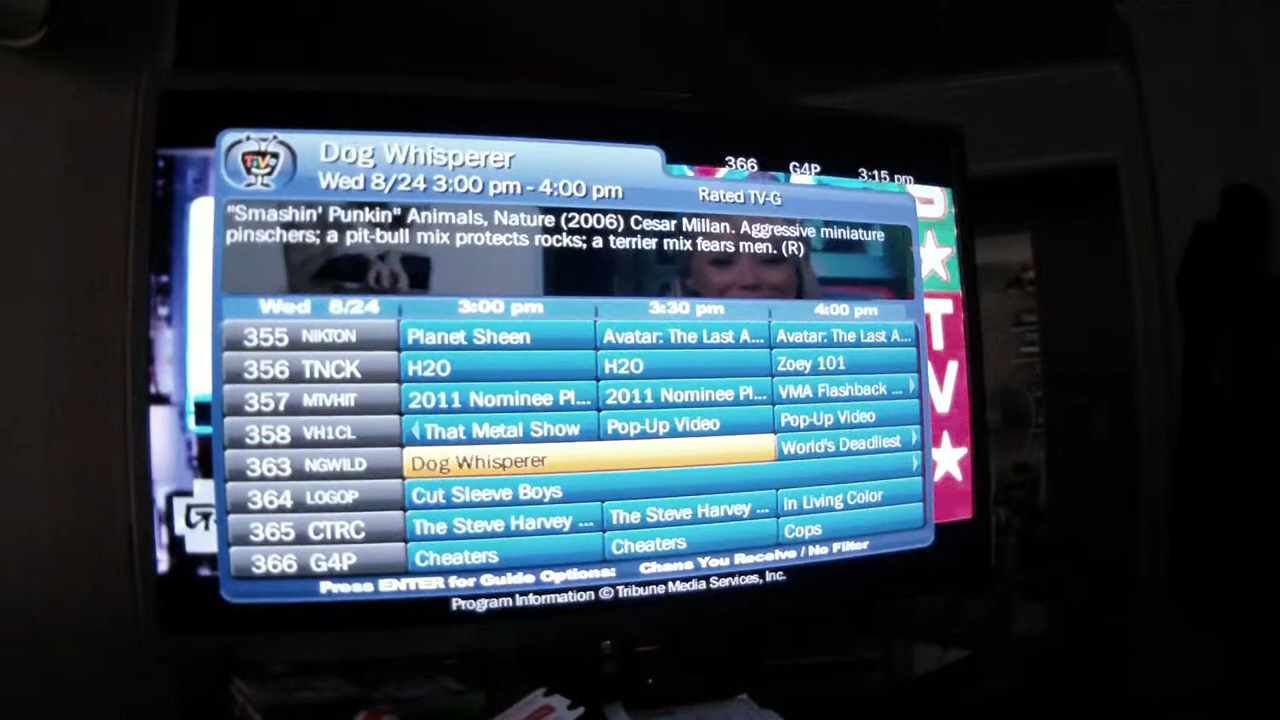 TiVo
Dog Whisperer
366 G4P 3:15 pm
Wed 8/24 3:00 pm - 4:00 pm
Rated TV-G
"Smashin' Punkin" Animals, Nature (2006) Cesar Millan. Aggressive miniature
pinschers; a pit-bull mix protects rocks; a terrier mix fears men. (R)
Wed 8/24 3:00 pm 3:30 pm 4:00 pm
355 NIKTON Planet Sheen Avatar: The Last A... Avatar: The Last A...
356 TNCK H2O H2O Zoey 101
357 MTVHIT 2011 Nominee Pl... 2011 Nominee Pl... VMA Flashback ...
358 VH1CL That Metal Show Pop-Up Video Pop-Up Video
363 NGWILD Dog Whisperer World's Deadliest
364 LOGOP Cut Sleeve Boys
365 CTRC The Steve Harvey ... The Steve Harvey ... In Living Color
366 G4P Cheaters Cheaters Cops
Press ENTER for Guide Options: Chans You Receive / No Filter
Program Information © Tribune Media Services, Inc.
S★TV★